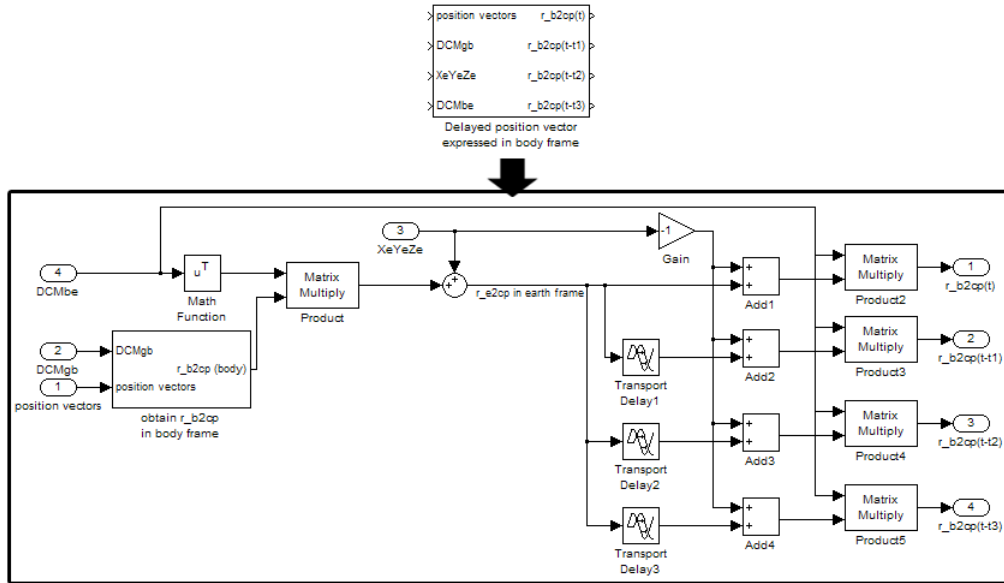 position vectors
r_b2cp(t)
DCMgb
r_b2cp(t-t1)
XeYeZe
r_b2cp(t-t2)
DCMbe
r_b2cp(t-t3)
Delayed position vector
expressed in body frame
3
XeYeZe
-1
Gain
4
DCMbe
u^T
Math
Function
Matrix
Multiply
Product
r_e2cp in earth frame
+
+
+
+
Add1
Matrix
Multiply
Product2
1
r_b2cp(t)
2
DCMgb
1
position vectors
DCMgb
r_b2cp (body)
position vectors
obtain r_b2cp
in body frame
Transport
Delay1
+
+
Add2
Matrix
Multiply
Product3
2
r_b2cp(t-t1)
Transport
Delay2
+
+
Add3
Matrix
Multiply
Product4
3
r_b2cp(t-t2)
Transport
Delay3
+
+
Add4
Matrix
Multiply
Product5
4
r_b2cp(t-t3)